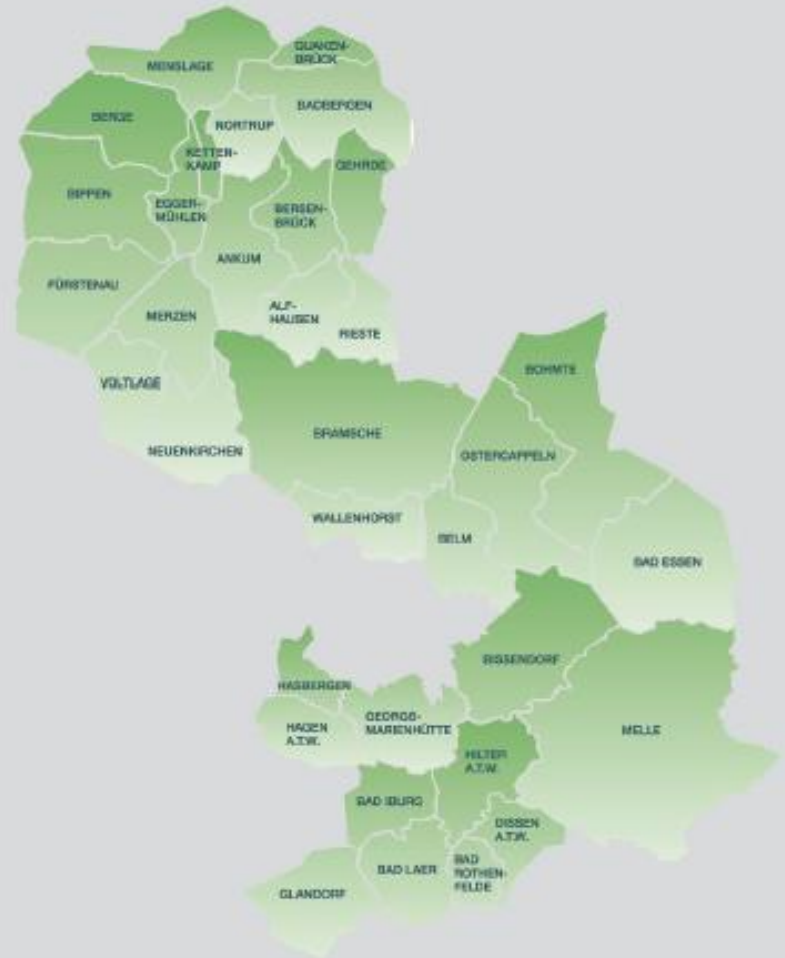 QUAKEN-
BRÜCK
MENSLAGE
BADBERGEN
BERGE
NORTRUP
KETTEN-
KAMP
GEHRDE
BIPPEN
EGGER-
MÜHLEN
BERSEN-
BRÜCK
ANKUM
FÜRSTENAU
MERZEN
ALF-
HAUSEN
RIESTE
VOLTLAGE
BOHMTE
NEUENKIRCHEN
BRAMSCHE
OSTERCAPPELN
WALLENHORST
BELM
BAD ESSEN
BISSENDORF
HASBERGEN
HAGEN
A.T.W.
GEORGS-
MARIENHÜTTE
MELLE
HILTER
A.T.W.
BAD IBURG
DISSEN
A.T.W.
BAD LAER
BAD
ROTHEN-
FELDE
GLANDORF